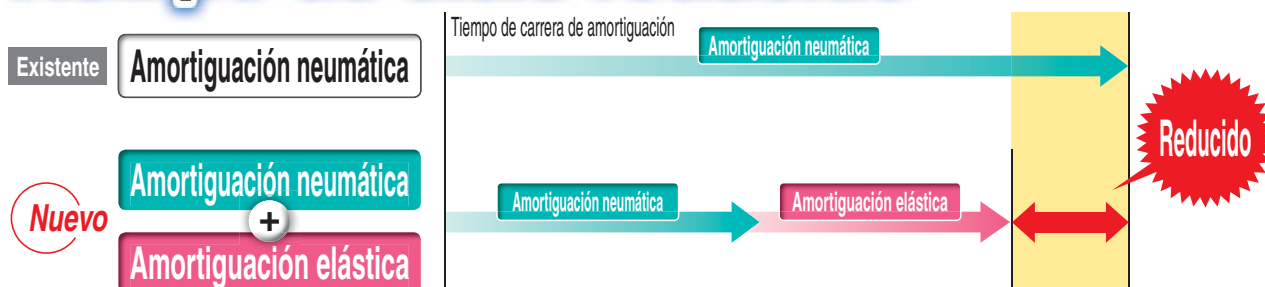 Tiempo de carrera de amortiguación
Existente
Amortiguación neumática
Amortiguación neumática
Reducido
Nuevo
Amortiguación neumática
+
Amortiguación elástica
Amortiguación neumática
Amortiguación elástica